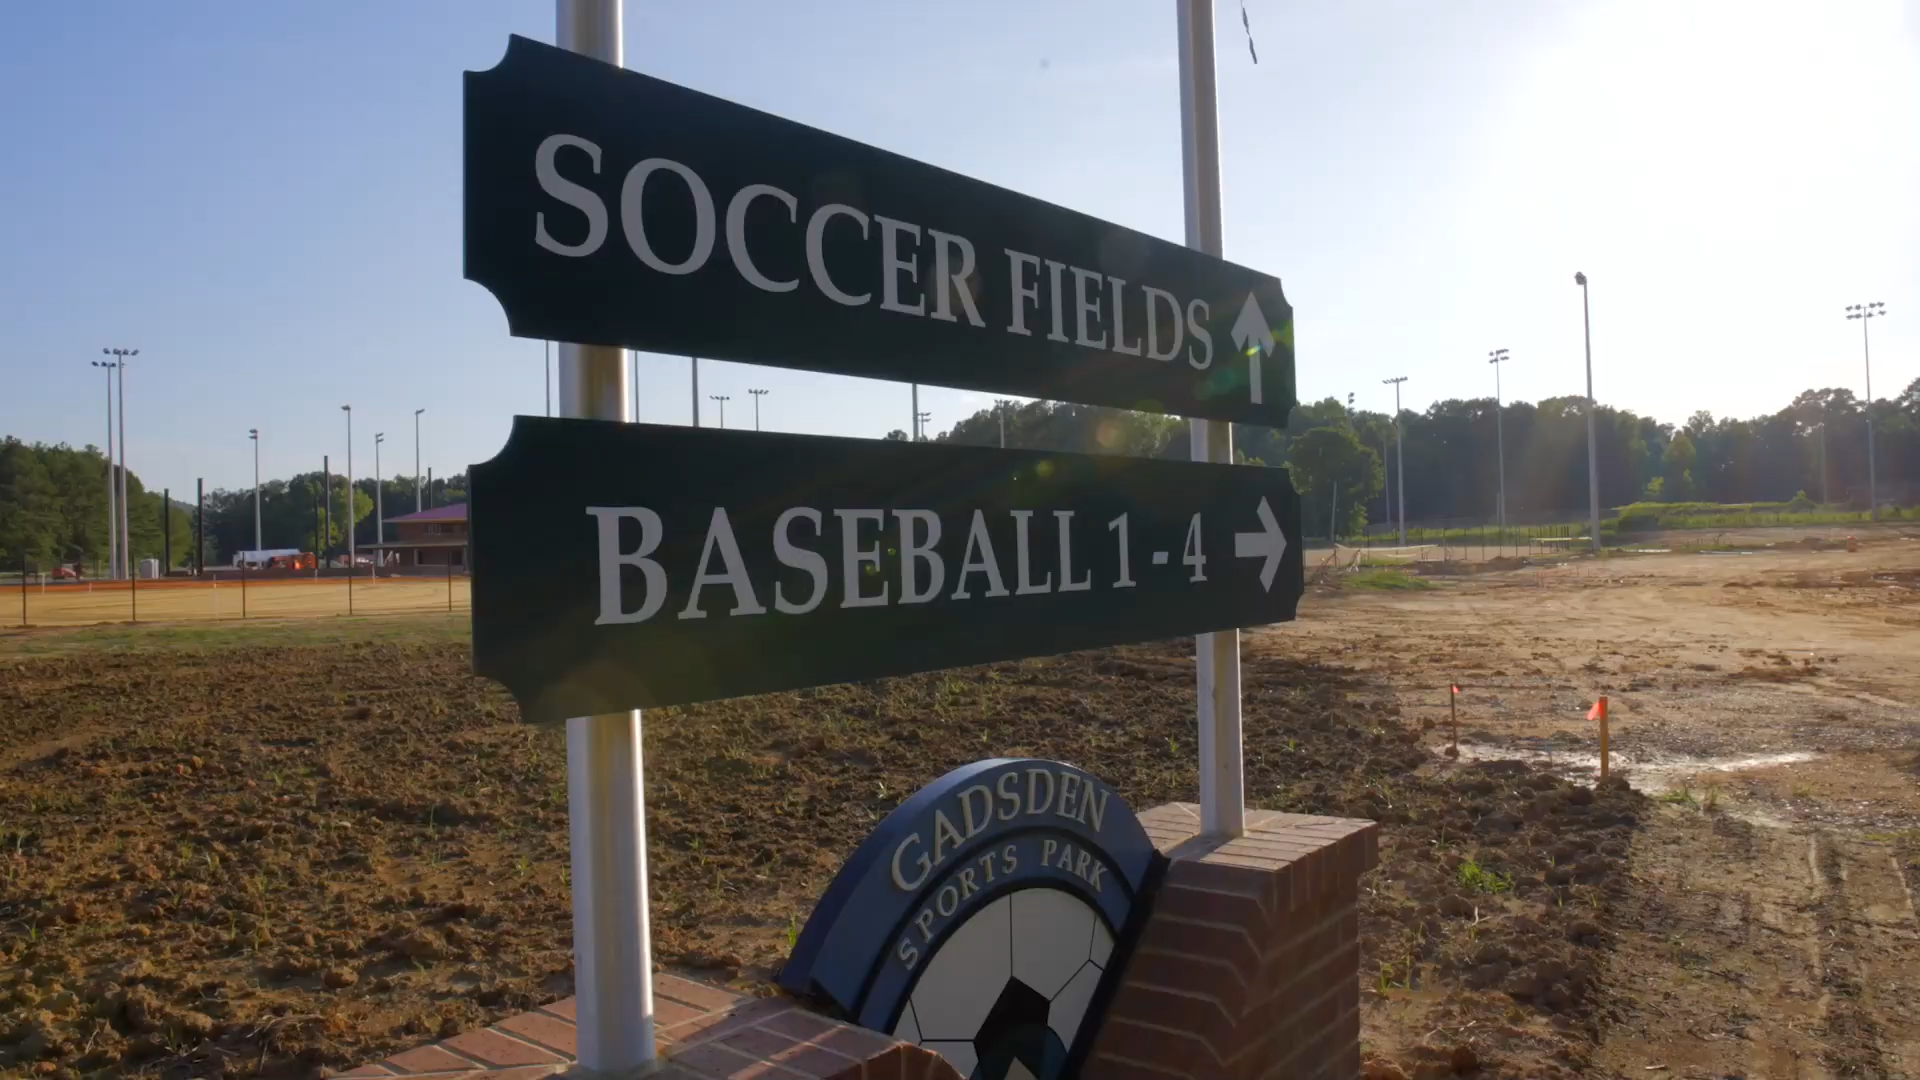 SOCCER FIELDS ↑
BASEBALL 1-4 →
GADSDEN
SPORTS PARK